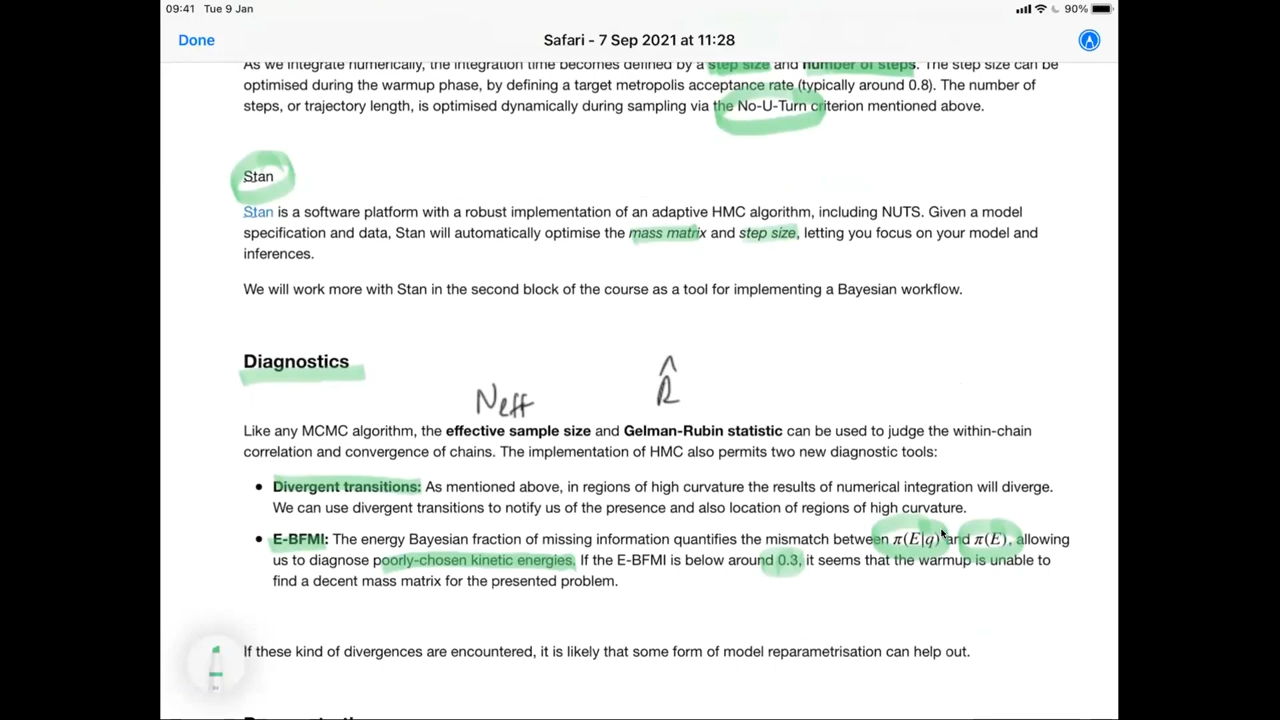 09:41 Tue 9 Jan 90%
Done Safari - 7 Sep 2021 at 11:28
As we integrate numerically, the integration time becomes defined by a step size and number of steps. The step size can be
optimised during the warmup phase, by defining a target metropolis acceptance rate (typically around 0.8). The number of
steps, or trajectory length, is optimised dynamically during sampling via the No-U-Turn criterion mentioned above.
Stan
Stan is a software platform with a robust implementation of an adaptive HMC algorithm, including NUTS. Given a model
specification and data, Stan will automatically optimise the mass matrix and step size, letting you focus on your model and
inferences.
We will work more with Stan in the second block of the course as a tool for implementing a Bayesian workflow.
Diagnostics
Neff R̂
Like any MCMC algorithm, the effective sample size and Gelman-Rubin statistic can be used to judge the within-chain
correlation and convergence of chains. The implementation of HMC also permits two new diagnostic tools:
• Divergent transitions: As mentioned above, in regions of high curvature the results of numerical integration will diverge.
We can use divergent transitions to notify us of the presence and also location of regions of high curvature.
• E-BFMI: The energy Bayesian fraction of missing information quantifies the mismatch between π(E|q) and π(E), allowing
us to diagnose poorly-chosen kinetic energies. If the E-BFMI is below around 0.3, it seems that the warmup is unable to
find a decent mass matrix for the presented problem.
If these kind of divergences are encountered, it is likely that some form of model reparametrisation can help out.